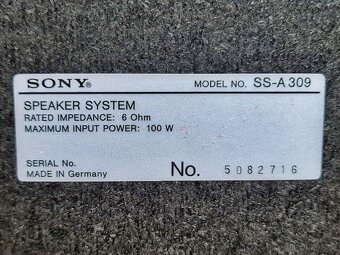 SONY® MODEL NO. SS-A309
SPEAKER SYSTEM
RATED IMPEDANCE: 6 Ohm
MAXIMUM INPUT POWER: 100 W
SERIAL No.
MADE IN Germany No. 5082716